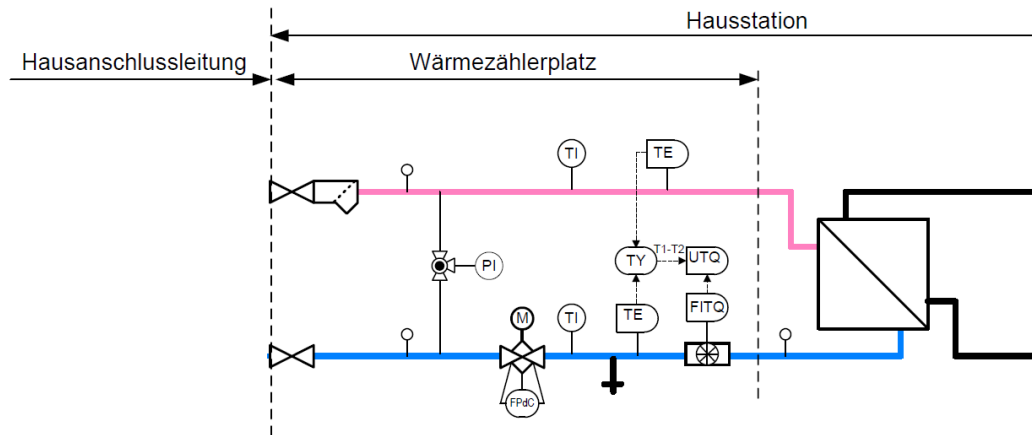 Hausstation
Hausanschlussleitung
Wärmezählerplatz
TI
TE
TY
T1-T2
UTQ
PI
M
TI
TE
FITQ
FPdC